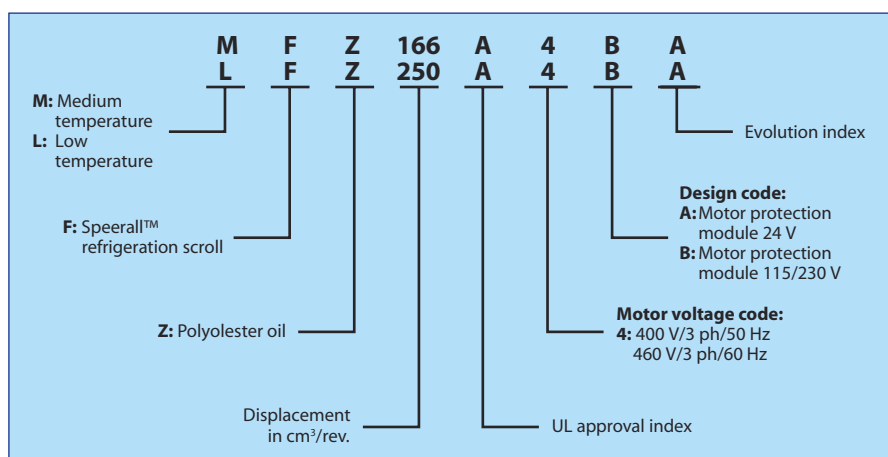 M F Z 166 A 4 B A
L F Z 250 A 4 B A
M: Medium
temperature
L: Low
temperature
Evolution index
Design code:
A: Motor protection
module 24 V
B: Motor protection
module 115/230 V
F: Speerall™
refrigeration scroll
Z: Polyolester oil
Motor voltage code:
4: 400 V/3 ph/50 Hz
460 V/3 ph/60 Hz
Displacement
in cm³/rev.
UL approval index